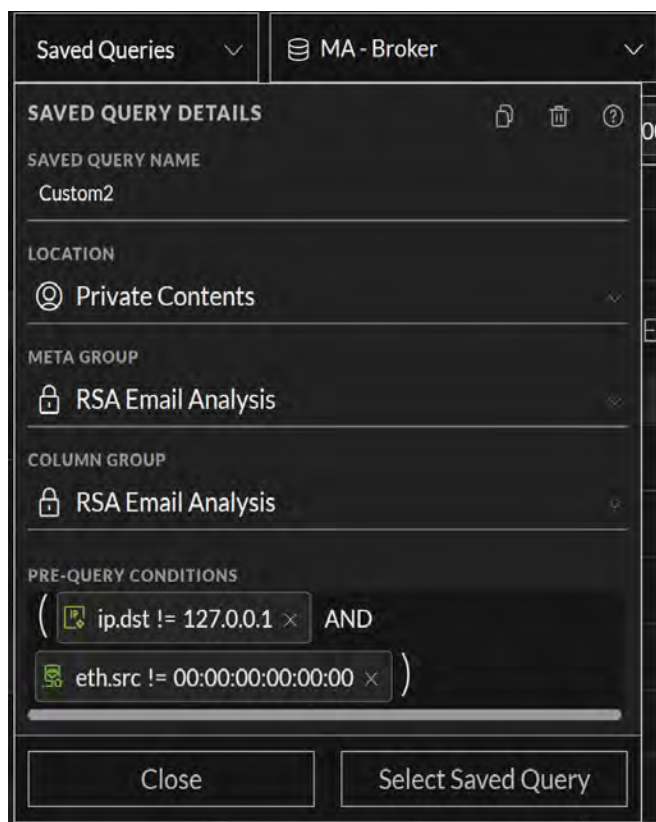 Saved Queries
MA - Broker
SAVED QUERY DETAILS
SAVED QUERY NAME
Custom2
LOCATION
Private Contents
META GROUP
RSA Email Analysis
COLUMN GROUP
RSA Email Analysis
PRE-QUERY CONDITIONS
( ip.dst != 127.0.0.1 × AND
eth.src != 00:00:00:00:00:00 × )
Close
Select Saved Query